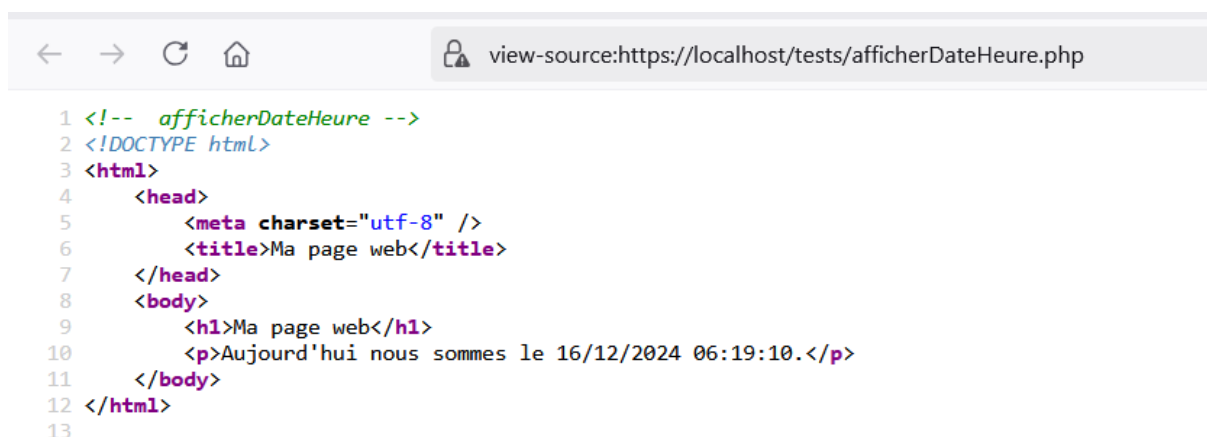 view-source:https://localhost/tests/afficherDateHeure.php
1 <!--  afficherDateHeure -->
2 <!DOCTYPE html>
3 <html>
4     <head>
5         <meta charset="utf-8" />
6         <title>Ma page web</title>
7     </head>
8     <body>
9         <h1>Ma page web</h1>
10         <p>Aujourd'hui nous sommes le 16/12/2024 06:19:10.</p>
11     </body>
12 </html>
13